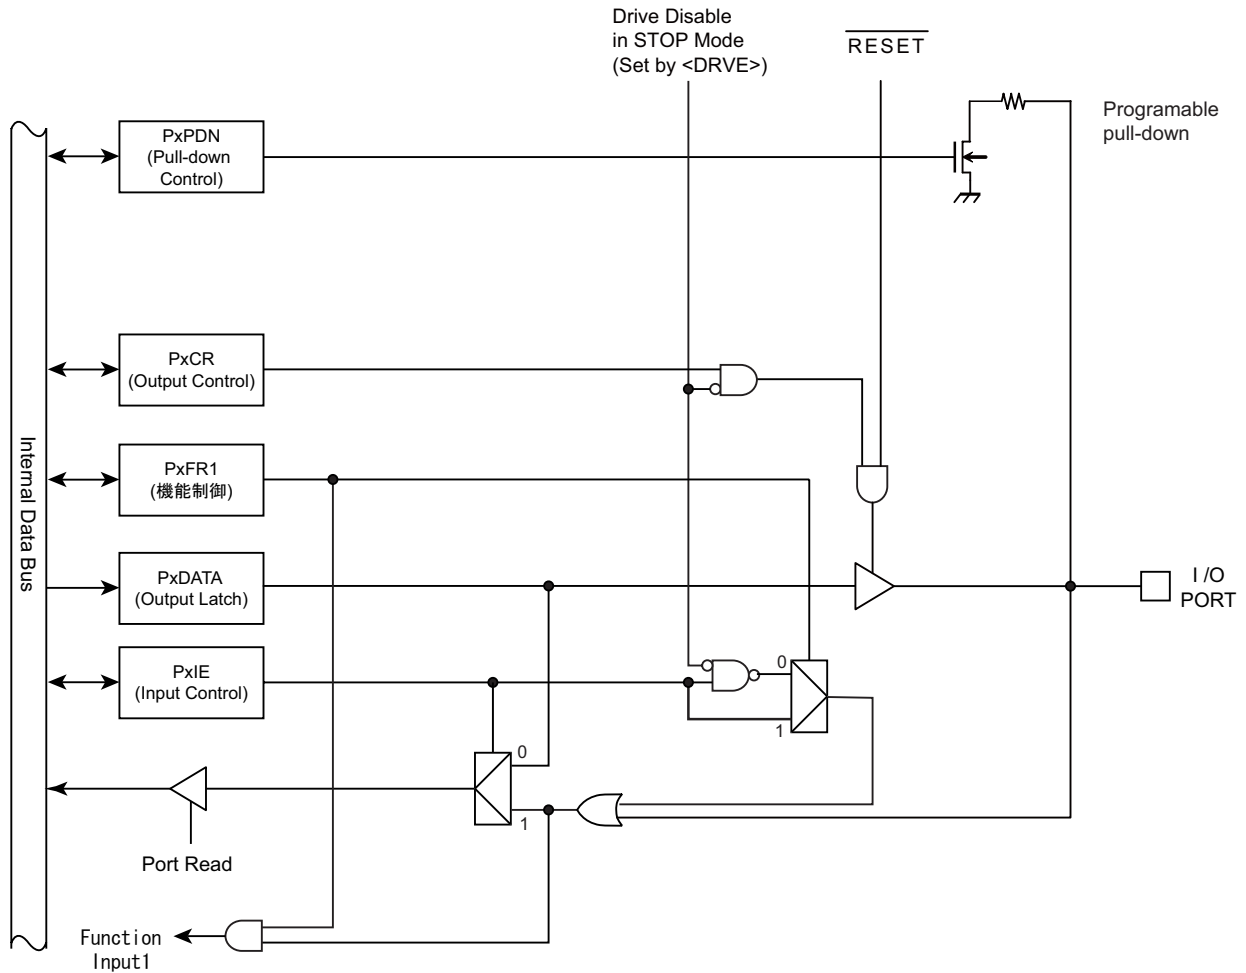 Drive Disable
in STOP Mode
(Set by <DRVE>)
RESET
Programable
pull-down
PxPDN
(Pull-down
Control)
PxCR
(Output Control)
PxFR1
(機能制御)
Internal Data Bus
PxDATA
(Output Latch)
I /O
PORT
PxIE
(Input Control)
0
1
0
1
Port Read
Function
Input1